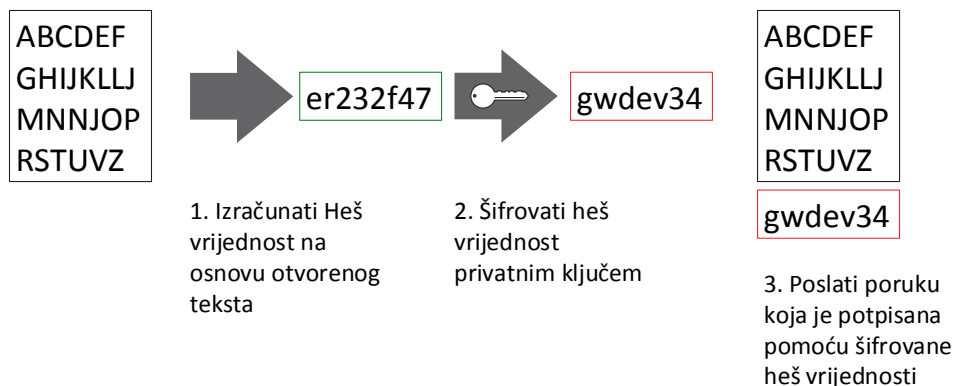 ABCDEF
GHIJKLLJ
MNNJOP
RSTUVZ
er232f47
gwdev34
1. Izračunati Heš
vrijednost na
osnovu otvorenog
teksta
2. Šifrovati heš
vrijednost
privatnim ključem
ABCDEF
GHIJKLLJ
MNNJOP
RSTUVZ
gwdev34
3. Poslati poruku
koja je potpisana
pomoću šifrovane
heš vrijednosti